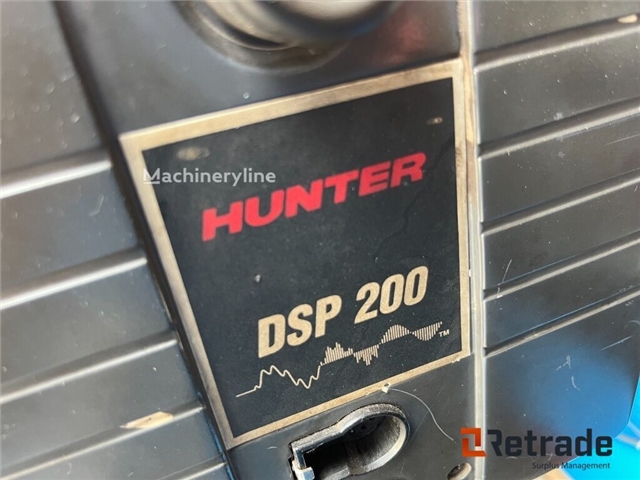 Machineryline
HUNTER
DSP 200
TM
Retrade
Surplus Management